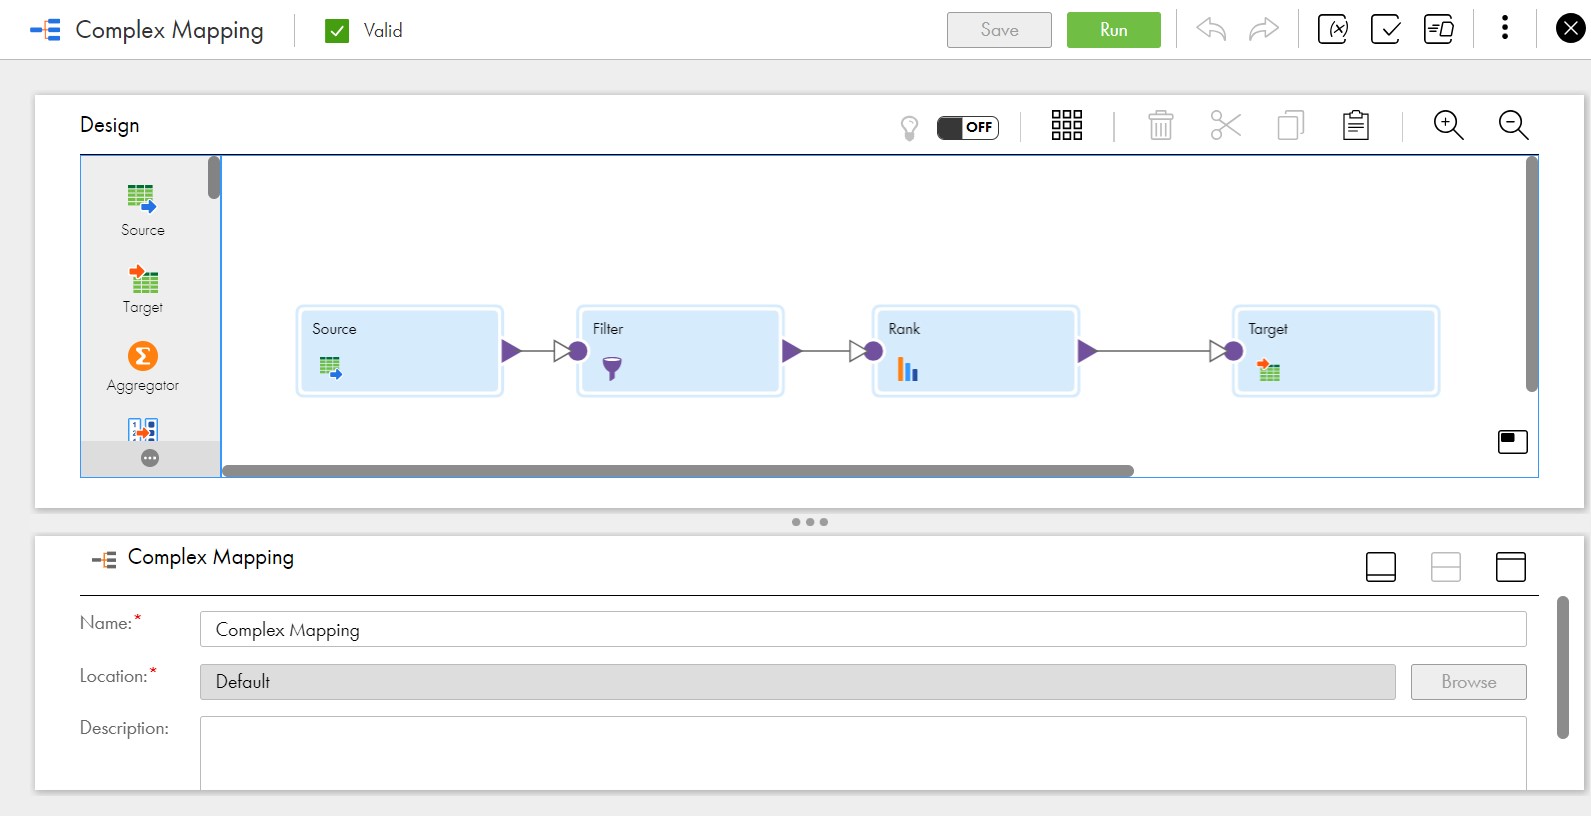 Complex Mapping
Valid
Save
Run
Design
OFF
Source
Target
Aggregator
Source
Filter
Rank
Target
Complex Mapping
Name:*
Complex Mapping
Location:*
Default
Browse
Description: